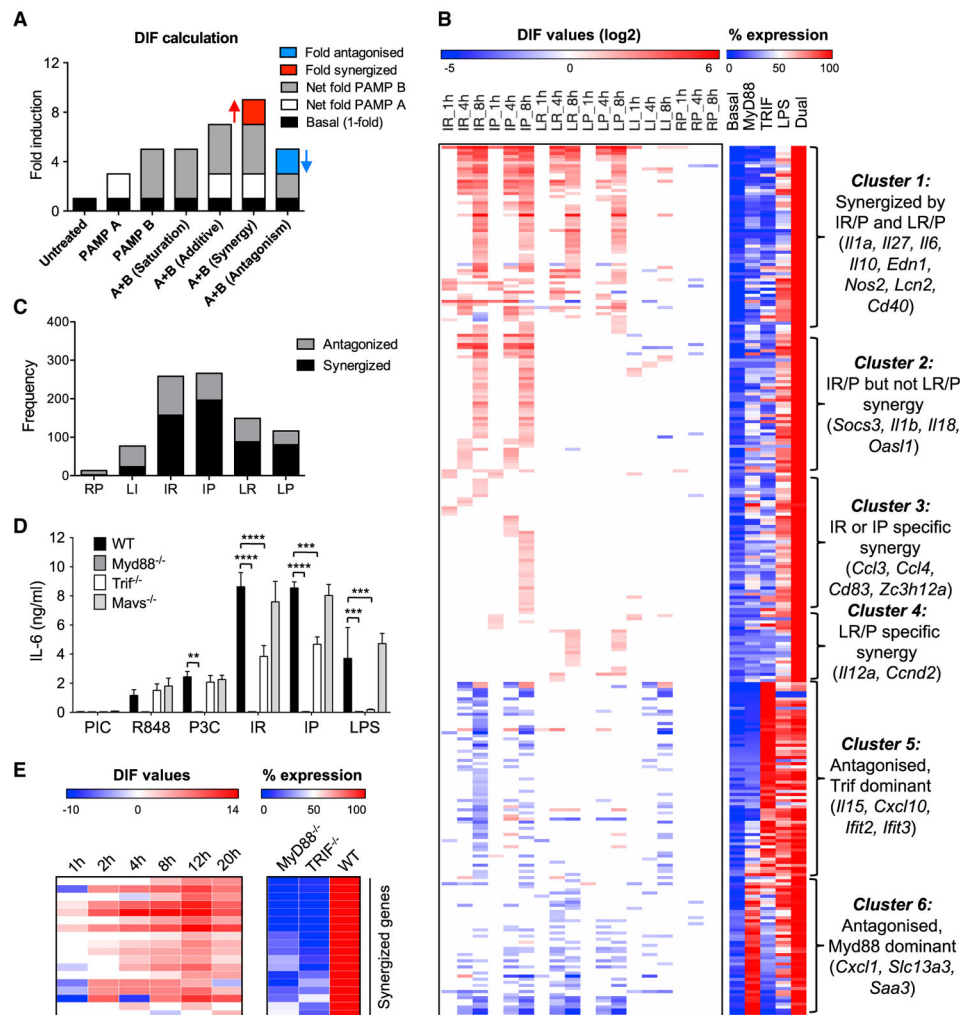 A
DIF calculation
12
8
4
0
Fold induction
Fold antagonised
Fold synergized
Net fold PAMP B
Net fold PAMP A
Basal (1-fold)
Untreated
PAMP A
PAMP B
A+B (Saturation)
A+B (Additive)
A+B (Synergy)
A+B (Antagonism)
B
DIF values (log2)
-5
0
6
% expression
0
50
100
IR_1h
IR_4h
IR_8h
IP_1h
IP_4h
IP_8h
LR_1h
LR_4h
LR_8h
LP_1h
LP_4h
LP_8h
LI_1h
LI_4h
LI_8h
RP_1h
RP_4h
RP_8h
Basal
MyD88
TRIF
LPS
Dual
Cluster 1:
Synergized by
IR/P and LR/P
(Il1a, Il27, Il6,
Il10, Edn1,
Nos2, Lcn2,
Cd40)
Cluster 2:
IR/P but not LR/P
synergy
(Socs3, Il1b, Il18,
Oasl1)
Cluster 3:
IR or IP specific
synergy
(Ccl3, Ccl4,
Cd83, Zc3h12a)
Cluster 4:
LR/P specific
synergy
(Il12a, Ccnd2)
Cluster 5:
Antagonised,
Trif dominant
(Il15, Cxcl10,
Ifit2, Ifit3)
Cluster 6:
Antagonised,
Myd88 dominant
(Cxcl1, Slc13a3,
Saa3)
C
400
300
200
100
0
Frequency
Antagonized
Synergized
RP
LI
IR
IP
LR
LP
D
12
10
8
6
4
2
0
IL-6 (ng/ml)
WT
Myd88-/-
Trif-/-
Mavs-/-
**
****
****
****
***
***
***
PIC
R848
P3C
IR
IP
LPS
E
DIF values
-10
0
14
% expression
0
50
100
1h
2h
4h
8h
12h
20h
MyD88-/-
TRIF-/-
WT
Synergized genes